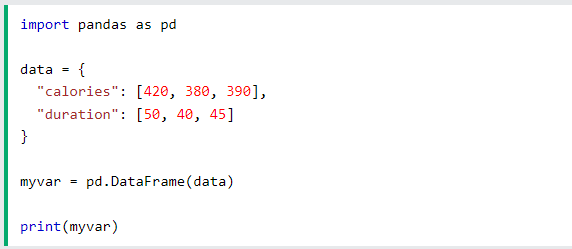 import pandas as pd
data = {
  "calories": [420, 380, 390],
  "duration": [50, 40, 45]
}
myvar = pd.DataFrame(data)
print(myvar)